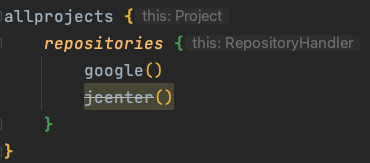 allprojects { this: Project
repositories { this: RepositoryHandler
google()
jcenter()
}
}